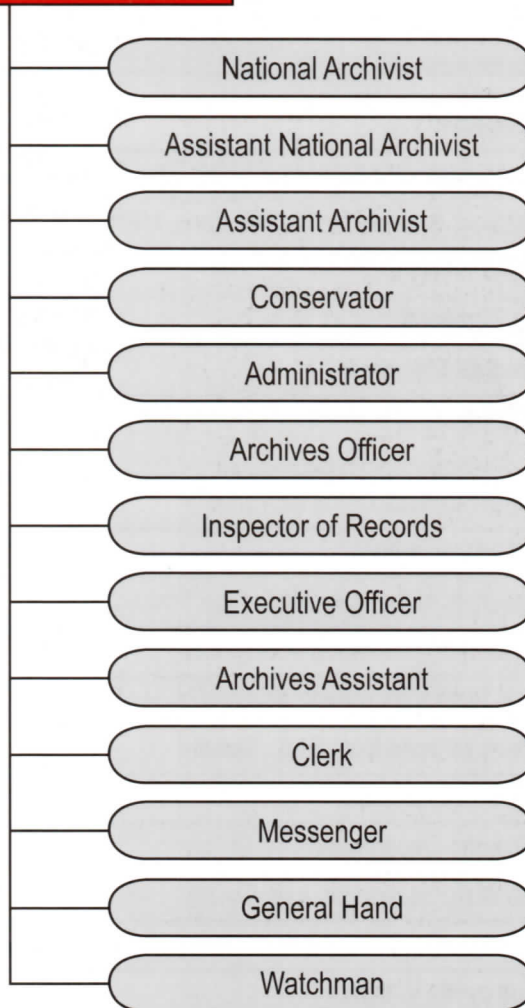 National Archivist
Assistant National Archivist
Assistant Archivist
Conservator
Administrator
Archives Officer
Inspector of Records
Executive Officer
Archives Assistant
Clerk
Messenger
General Hand
Watchman